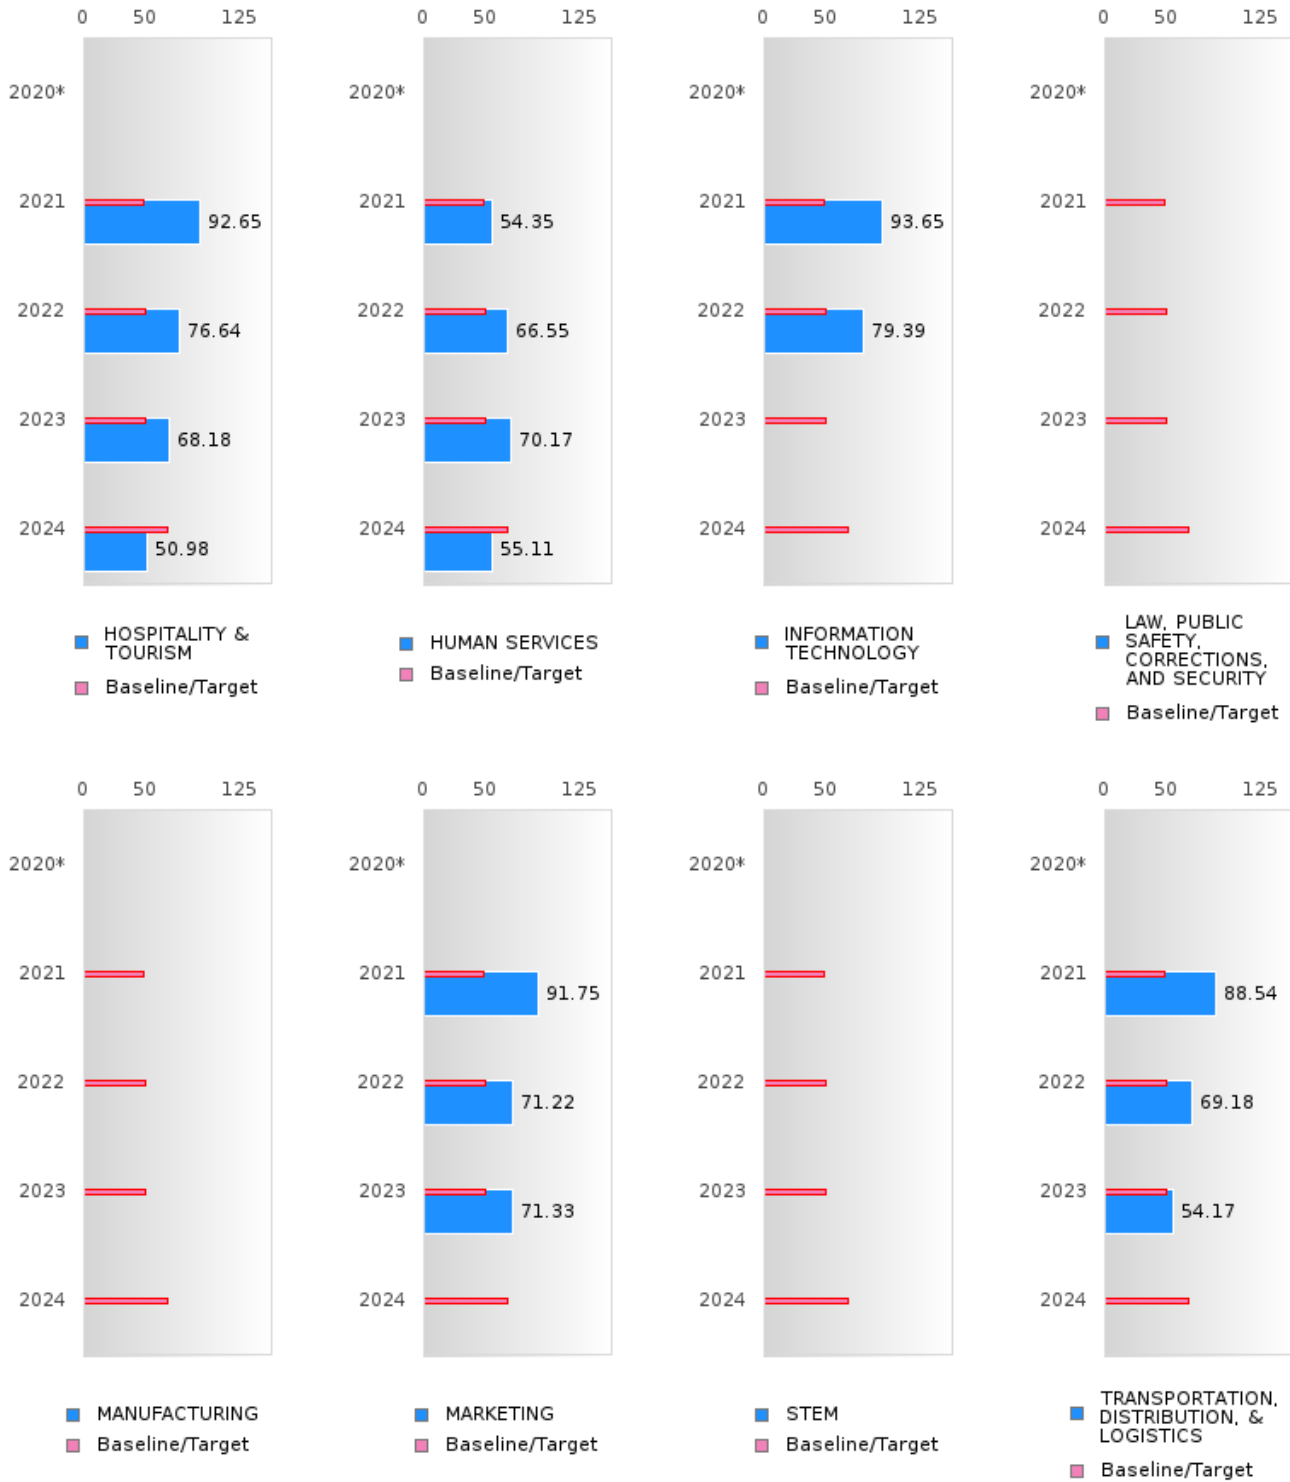 0 50 125
2020*
2021
92.65
2022
76.64
2023
68.18
2024
50.98
HOSPITALITY &
TOURISM
Baseline/Target
0 50 125
2020*
2021
54.35
2022
66.55
2023
70.17
2024
55.11
HUMAN SERVICES
Baseline/Target
0 50 125
2020*
2021
93.65
2022
79.39
2023
2024
INFORMATION
TECHNOLOGY
Baseline/Target
0 50 125
2020*
2021
2022
2023
2024
LAW, PUBLIC
SAFETY,
CORRECTIONS,
AND SECURITY
Baseline/Target
0 50 125
2020*
2021
2022
2023
2024
MANUFACTURING
Baseline/Target
0 50 125
2020*
2021
91.75
2022
71.22
2023
71.33
2024
MARKETING
Baseline/Target
0 50 125
2020*
2021
2022
2023
2024
STEM
Baseline/Target
0 50 125
2020*
2021
88.54
2022
69.18
2023
54.17
2024
TRANSPORTATION,
DISTRIBUTION, &
LOGISTICS
Baseline/Target